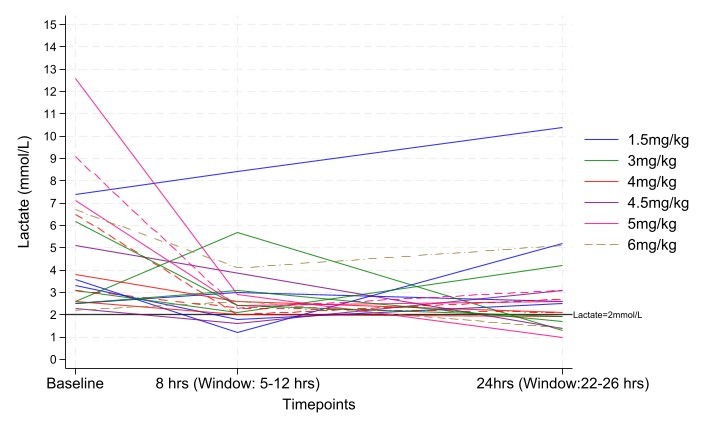 Lactate (mmol/L)
15
14
13
12
11
10
9
8
7
6
5
4
3
2
1
0
Lactate=2mmol/L
1.5mg/kg
3mg/kg
4mg/kg
4.5mg/kg
5mg/kg
6mg/kg
Baseline
8 hrs (Window: 5-12 hrs)
24hrs (Window:22-26 hrs)
Timepoints